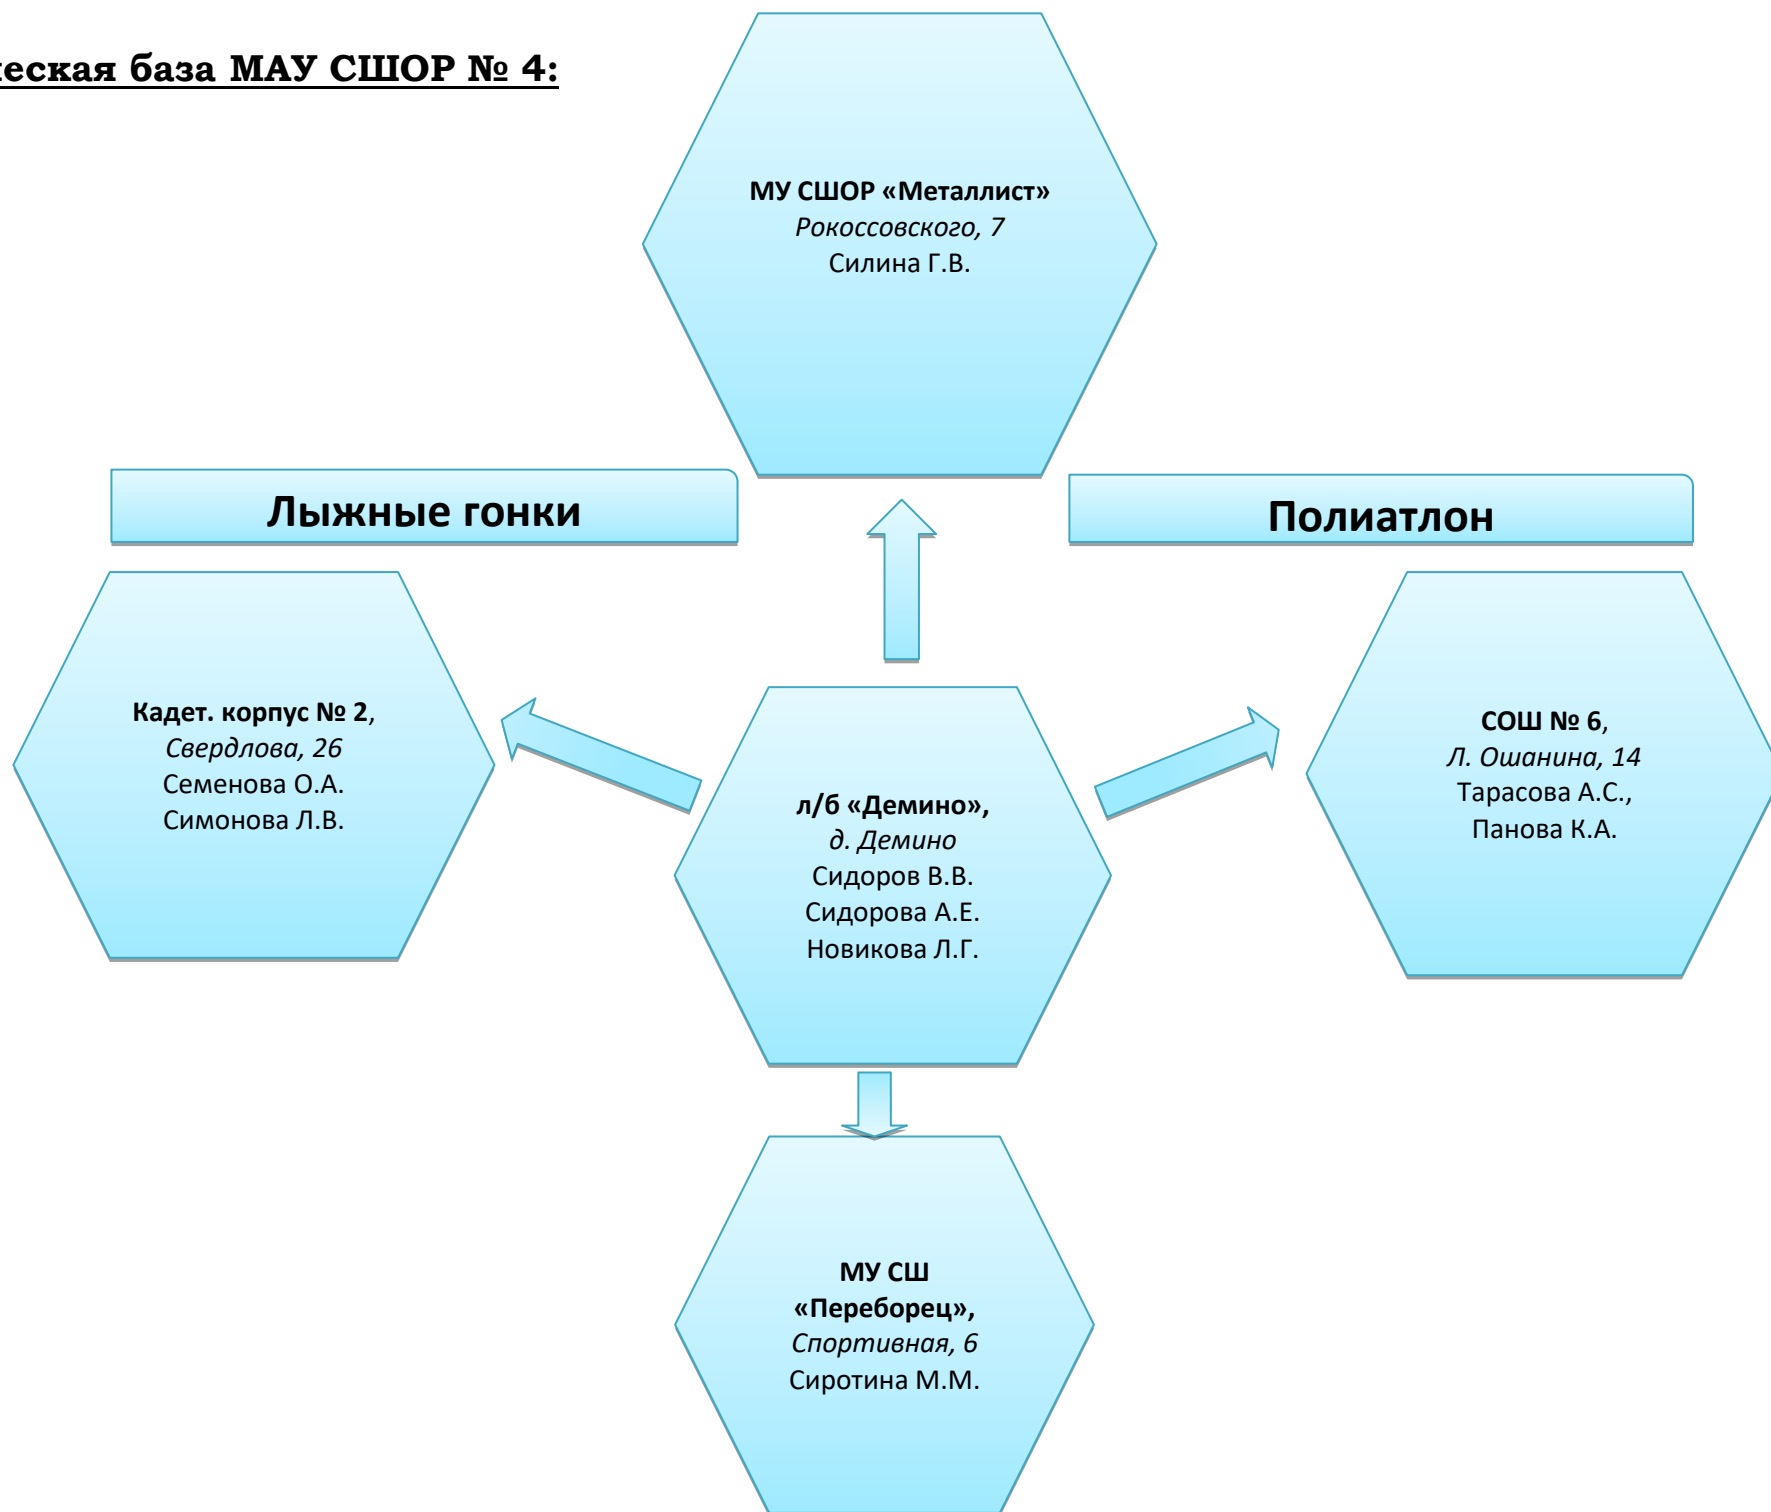 база МАУ СШОР № 4:
МУ СШОР «Металлист»
Рокоссовского, 7
Силина Г.В.
Лыжные гонки
Полиатлон
Кадет. корпус № 2,
Свердлова, 26
Семенова О.А.
Симонова Л.В.
л/б «Демино»,
д. Демино
Сидоров В.В.
Сидорова А.Е.
Новикова Л.Г.
СОШ № 6,
Л. Ошанина, 14
Тарасова А.С.,
Панова К.А.
МУ СШ
«Переборец»,
Спортивная, 6
Сиротина М.М.